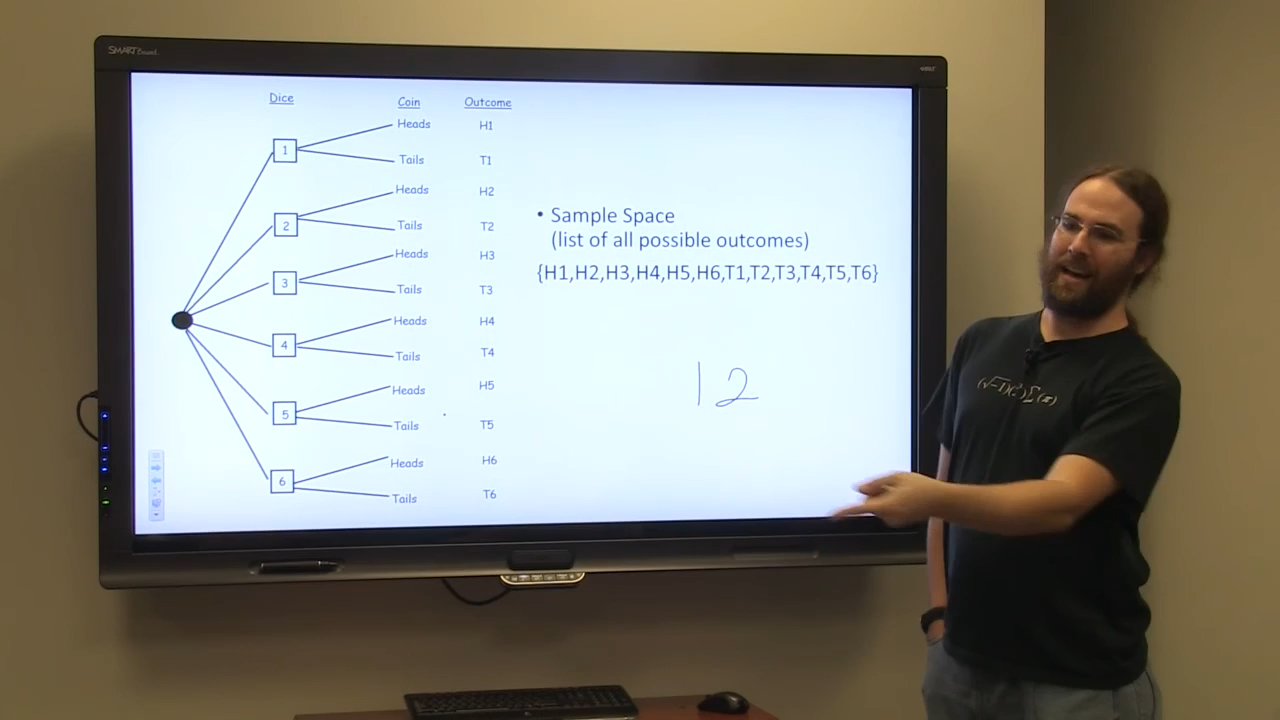 SMART Board
Dice Coin Outcome
1 Heads H1
Tails T1
2 Heads H2
Tails T2
3 Heads H3
Tails T3
4 Heads H4
Tails T4
5 Heads H5
Tails T5
6 Heads H6
Tails T6
• Sample Space
(list of all possible outcomes)
{H1,H2,H3,H4,H5,H6,T1,T2,T3,T4,T5,T6}
12